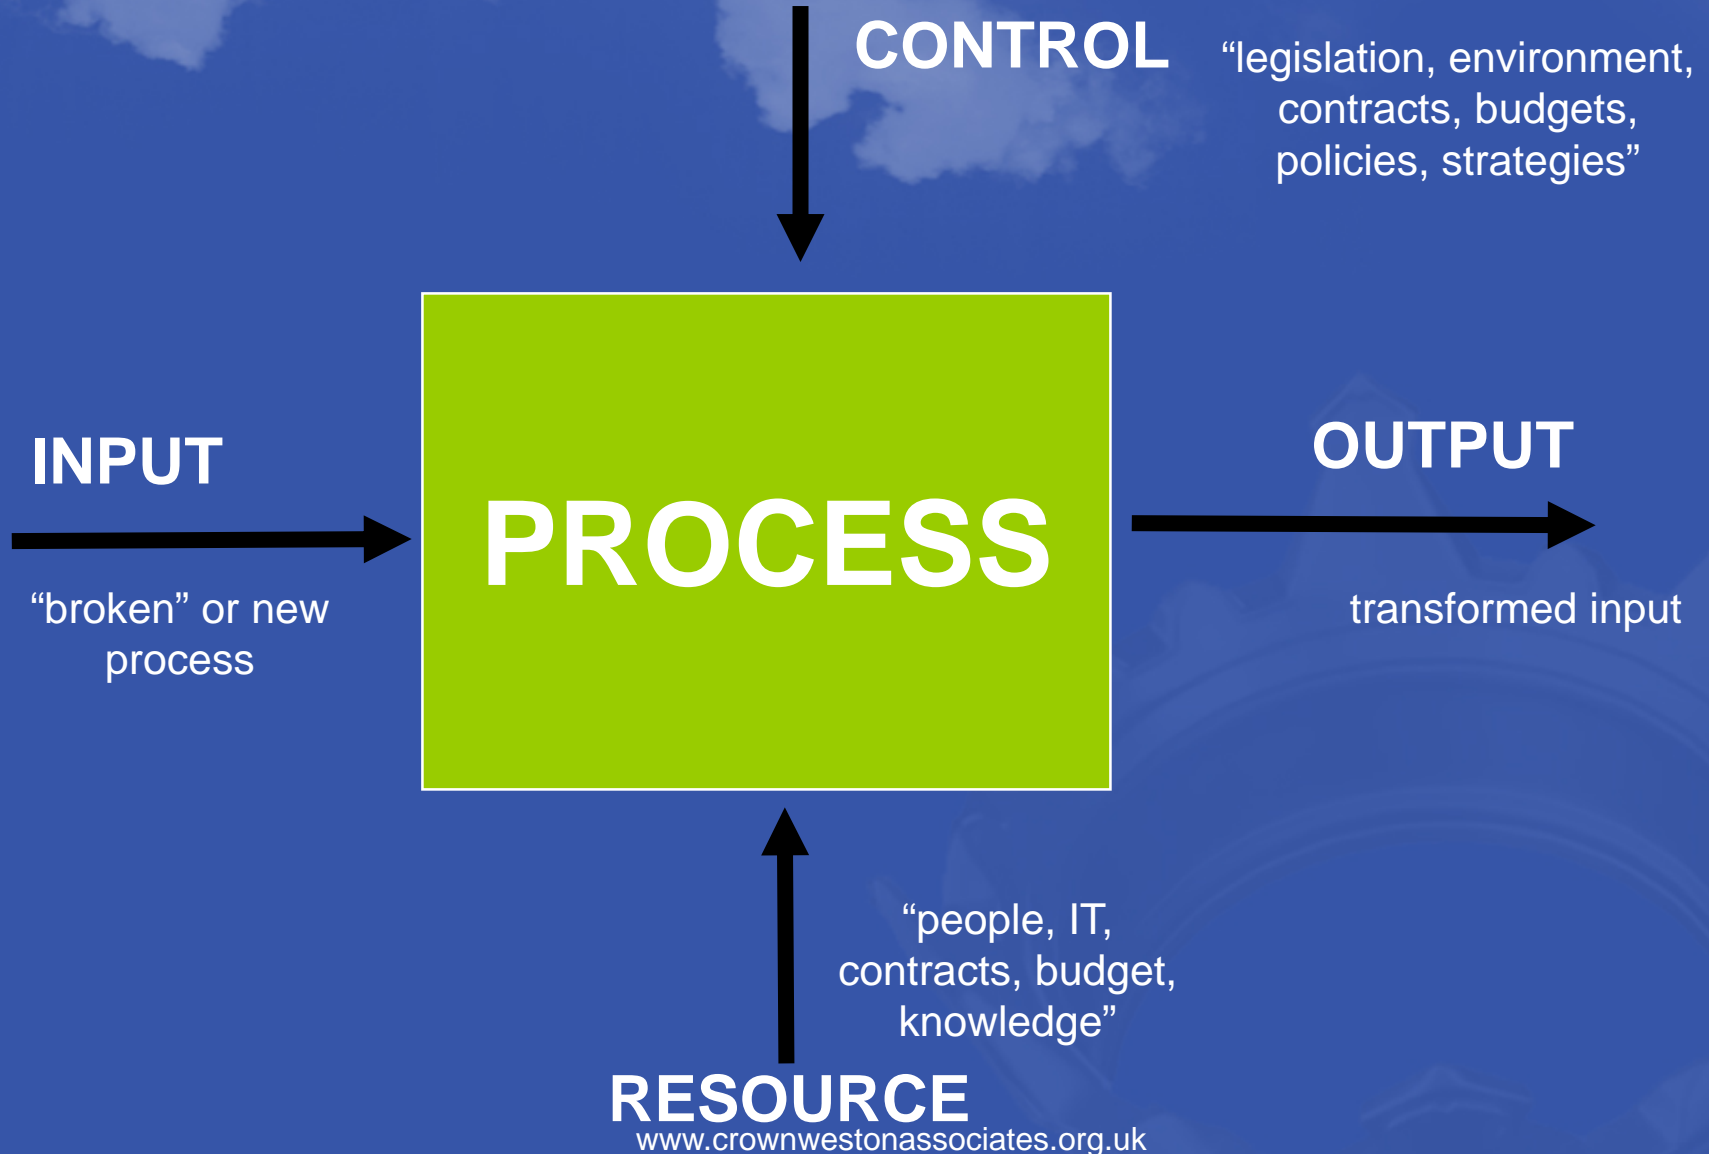 CONTROL
“legislation, environment,
contracts, budgets,
policies, strategies”
INPUT
“broken” or new
process
PROCESS
OUTPUT
transformed input
“people, IT,
contracts, budget,
knowledge”
RESOURCE
www.crownwestonassociates.org.uk